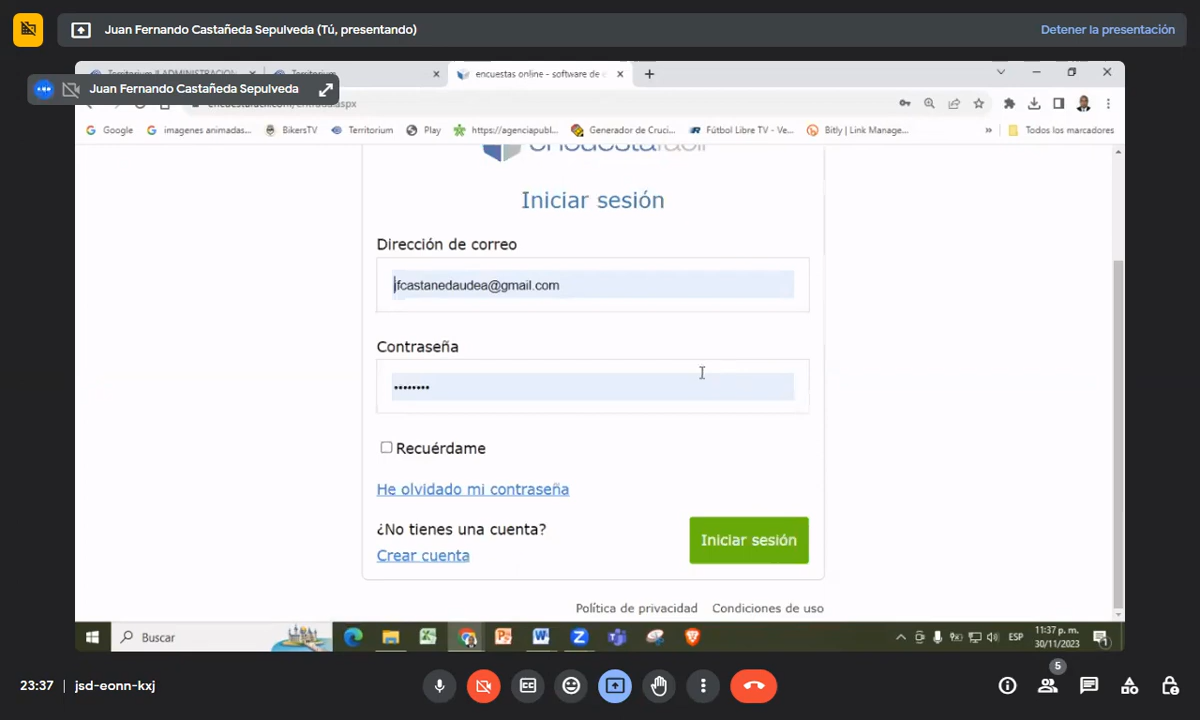 Juan Fernando Castañeda Sepulveda (Tú, presentando)
Detener la presentación
encuestas online - software de e
Juan Fernando Castañeda Sepulveda
Google
imagenes animadas...
BikersTV
Territorium
Play
https://agenciapubl...
Generador de Cruci...
Fútbol Libre TV - Ve...
Bitly | Link Manage...
»
Todos los marcadores
encuestafácil
Iniciar sesión
Dirección de correo
jfcastanedaudea@gmail.com
Contraseña
••••••••
Recuérdame
He olvidado mi contraseña
¿No tienes una cuenta?
Crear cuenta
Iniciar sesión
Política de privacidad
Condiciones de uso
Buscar
ESP
11:37 p. m.
30/11/2023
1
23:37 | jsd-eonn-kxj
5